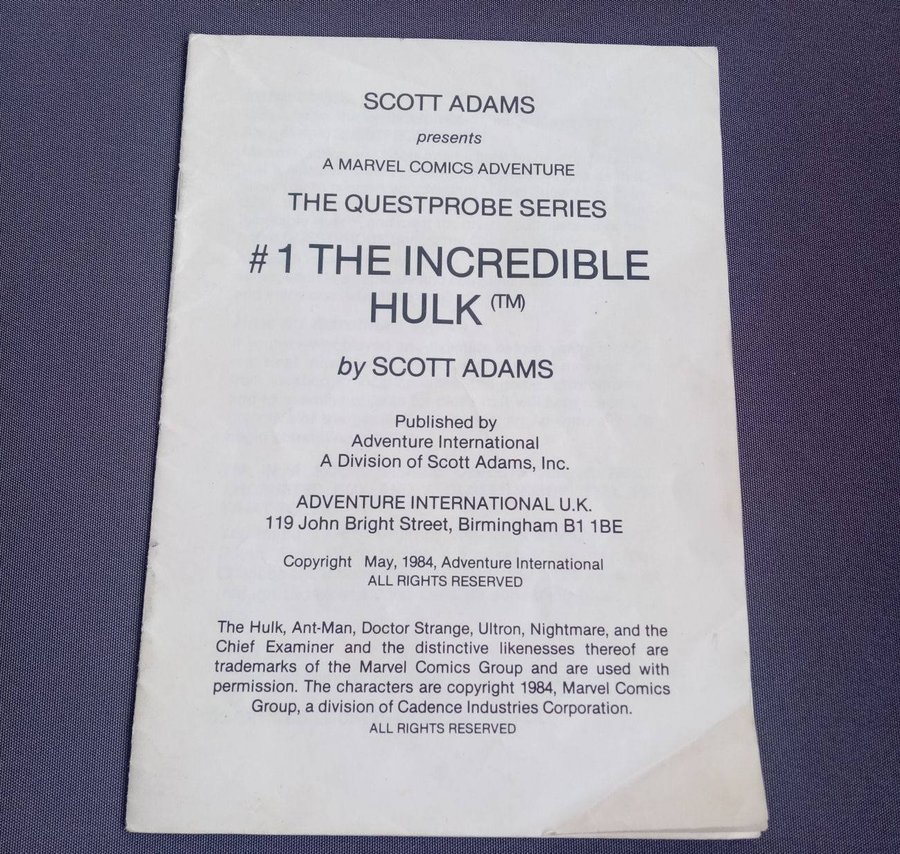 SCOTT ADAMS
presents
A MARVEL COMICS ADVENTURE
THE QUESTPROBE SERIES
# 1 THE INCREDIBLE
HULK (TM)
by SCOTT ADAMS
Published by
Adventure International
A Division of Scott Adams, Inc.
ADVENTURE INTERNATIONAL U.K.
119 John Bright Street, Birmingham B1 1BE
Copyright May, 1984, Adventure International
ALL RIGHTS RESERVED
The Hulk, Ant-Man, Doctor Strange, Ultron, Nightmare, and the
Chief Examiner and the distinctive likenesses thereof are
trademarks of the Marvel Comics Group and are used with
permission. The characters are copyright 1984, Marvel Comics
Group, a division of Cadence Industries Corporation.
ALL RIGHTS RESERVED